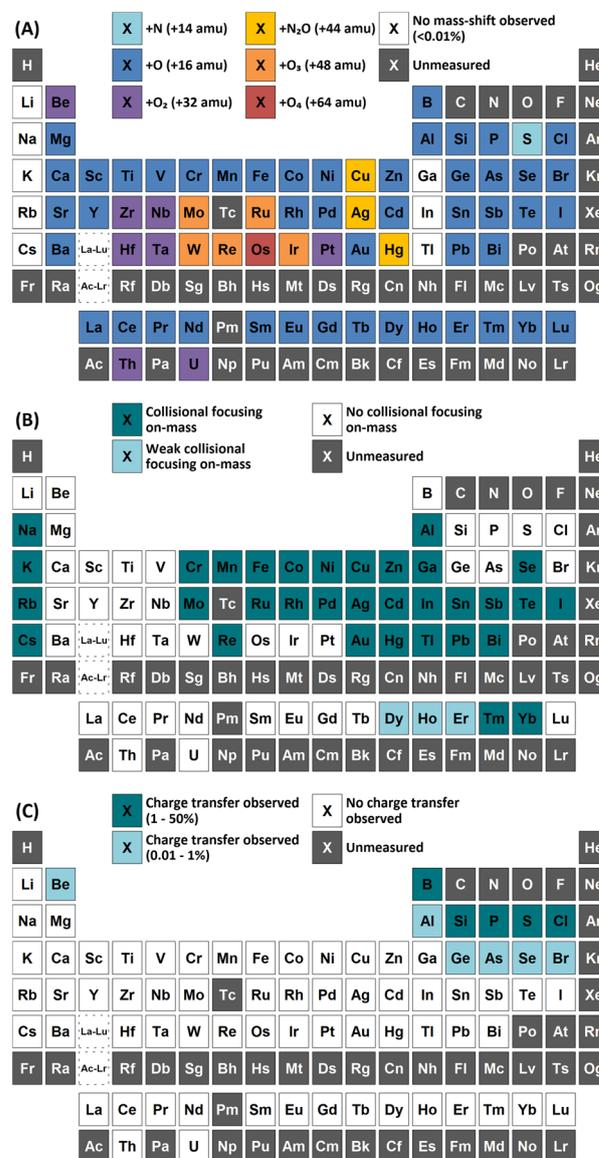 (A)
X +N (+14 amu) X +N₂O (+44 amu) X No mass-shift observed
(<0.01%)
X +O (+16 amu) X +O₃ (+48 amu) X Unmeasured
X +O₂ (+32 amu) X +O₄ (+64 amu)
H He
Li Be B C N O F Ne
Na Mg Al Si P S Cl Ar
K Ca Sc Ti V Cr Mn Fe Co Ni Cu Zn Ga Ge As Se Br Kr
Rb Sr Y Zr Nb Mo Tc Ru Rh Pd Ag Cd In Sn Sb Te I Xe
Cs Ba La-Lu Hf Ta W Re Os Ir Pt Au Hg Tl Pb Bi Po At Rn
Fr Ra Ac-Lr Rf Db Sg Bh Hs Mt Ds Rg Cn Nh Fl Mc Lv Ts Og
La Ce Pr Nd Pm Sm Eu Gd Tb Dy Ho Er Tm Yb Lu
Ac Th Pa U Np Pu Am Cm Bk Cf Es Fm Md No Lr
(B)
X Collisional focusing
on-mass
X No collisional focusing
on-mass
X Weak collisional
focusing on-mass
X Unmeasured
H He
Li Be B C N O F Ne
Na Mg Al Si P S Cl Ar
K Ca Sc Ti V Cr Mn Fe Co Ni Cu Zn Ga Ge As Se Br Kr
Rb Sr Y Zr Nb Mo Tc Ru Rh Pd Ag Cd In Sn Sb Te I Xe
Cs Ba La-Lu Hf Ta W Re Os Ir Pt Au Hg Tl Pb Bi Po At Rn
Fr Ra Ac-Lr Rf Db Sg Bh Hs Mt Ds Rg Cn Nh Fl Mc Lv Ts Og
La Ce Pr Nd Pm Sm Eu Gd Tb Dy Ho Er Tm Yb Lu
Ac Th Pa U Np Pu Am Cm Bk Cf Es Fm Md No Lr
(C)
X Charge transfer observed
(1 - 50%)
X No charge transfer
observed
X Charge transfer observed
(0.01 - 1%)
X Unmeasured
H He
Li Be B C N O F Ne
Na Mg Al Si P S Cl Ar
K Ca Sc Ti V Cr Mn Fe Co Ni Cu Zn Ga Ge As Se Br Kr
Rb Sr Y Zr Nb Mo Tc Ru Rh Pd Ag Cd In Sn Sb Te I Xe
Cs Ba La-Lu Hf Ta W Re Os Ir Pt Au Hg Tl Pb Bi Po At Rn
Fr Ra Ac-Lr Rf Db Sg Bh Hs Mt Ds Rg Cn Nh Fl Mc Lv Ts Og
La Ce Pr Nd Pm Sm Eu Gd Tb Dy Ho Er Tm Yb Lu
Ac Th Pa U Np Pu Am Cm Bk Cf Es Fm Md No Lr